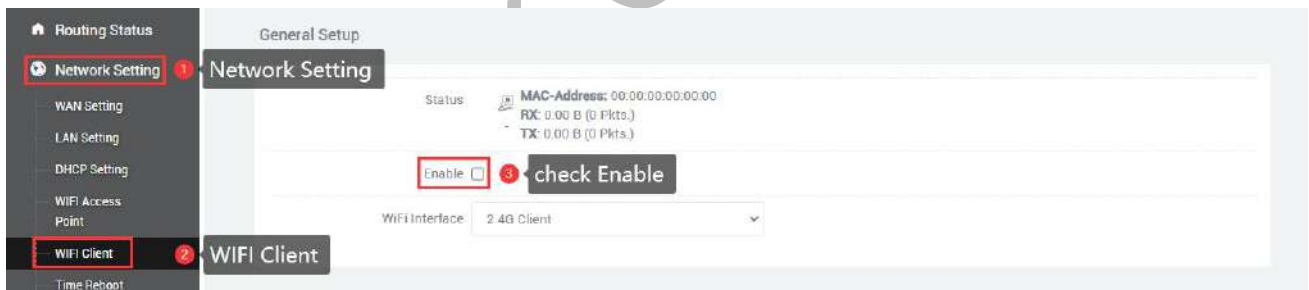 Routing Status
General Setup
Network Setting
1
Network Setting
WAN Setting
Status
MAC-Address: 00:00:00:00:00:00
RX: 0.00 B (0 Pkts.)
LAN Setting
-
TX: 0.00 B (0 Pkts.)
DHCP Setting
Enable
3
check Enable
WIFI Access
Point
WiFi Interface
2.4G Client
WIFI Client
2
WIFI Client
Time Reboot